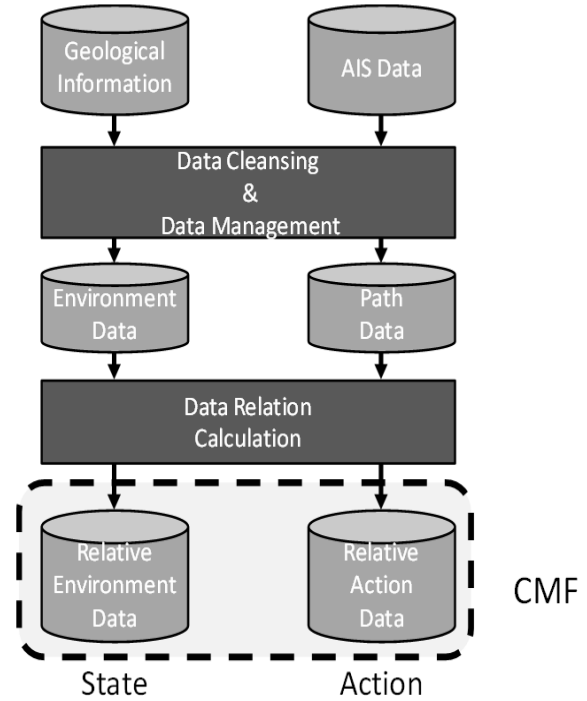 Geological
Information
AIS Data
Data Cleansing
&
Data Management
Environment
Data
Path
Data
Data Relation
Calculation
Relative
Environment
Data
Relative
Action
Data
CMF
State
Action